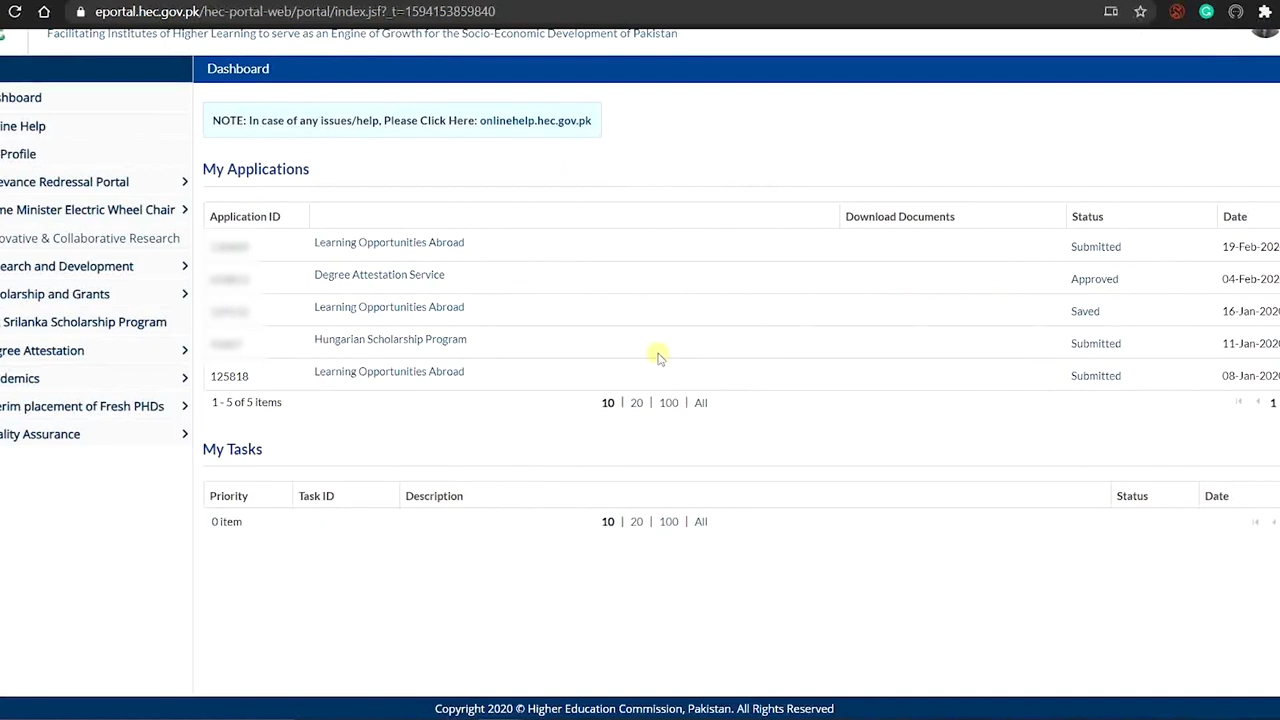 eportal.hec.gov.pk/hec-portal-web/portal/index.jsf?_t=1594153859840
Facilitating Institutes of Higher Learning to serve as an Engine of Growth for the Socio-Economic Development of Pakistan
Dashboard
shboard
ine Help
Profile
evance Redressal Portal
me Minister Electric Wheel Chair
ovative & Collaborative Research
earch and Development
olarship and Grants
Srilanka Scholarship Program
gree Attestation
demics
erim placement of Fresh PHDs
ality Assurance
NOTE: In case of any issues/help, Please Click Here: onlinehelp.hec.gov.pk
My Applications
Application ID Download Documents Status Date
Learning Opportunities Abroad Submitted 19-Feb-202
Degree Attestation Service Approved 04-Feb-202
Learning Opportunities Abroad Saved 16-Jan-2020
Hungarian Scholarship Program Submitted 11-Jan-2020
125818 Learning Opportunities Abroad Submitted 08-Jan-2020
1 - 5 of 5 items 10 | 20 | 100 | All 1
My Tasks
Priority Task ID Description Status Date
0 item 10 | 20 | 100 | All
Copyright 2020 © Higher Education Commission, Pakistan. All Rights Reserved